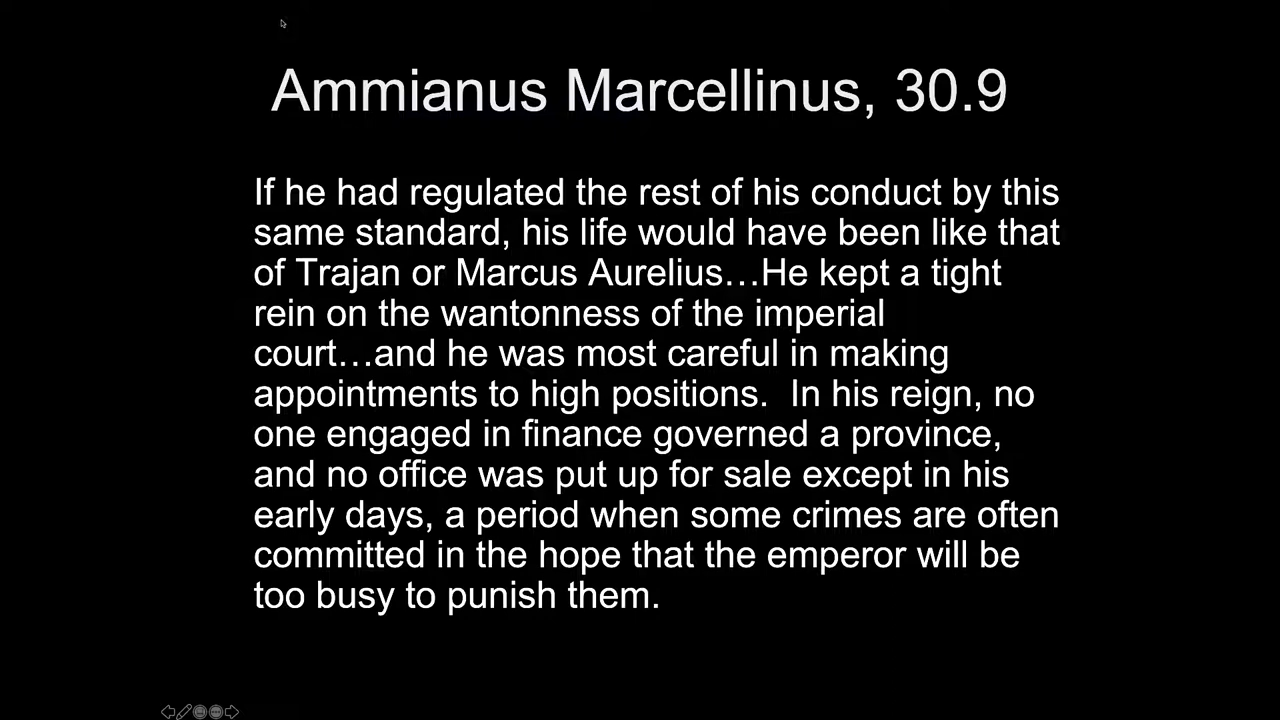 Ammianus Marcellinus, 30.9
If he had regulated the rest of his conduct by this
same standard, his life would have been like that
of Trajan or Marcus Aurelius…He kept a tight
rein on the wantonness of the imperial
court…and he was most careful in making
appointments to high positions.  In his reign, no
one engaged in finance governed a province,
and no office was put up for sale except in his
early days, a period when some crimes are often
committed in the hope that the emperor will be
too busy to punish them.